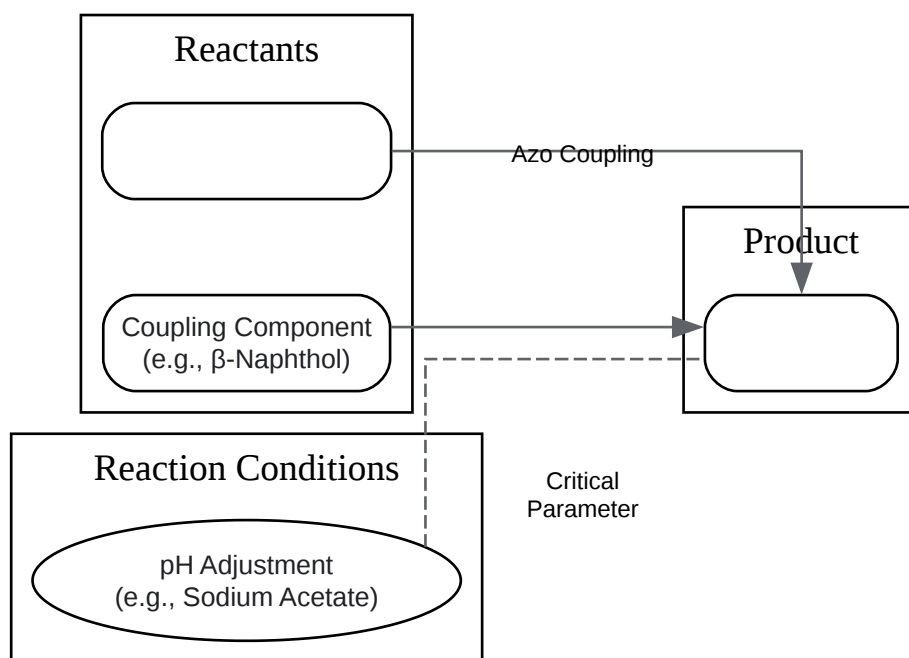 Reactants
Azo Coupling
Product
Coupling Component
(e.g., β-Naphthol)
Reaction Conditions
Critical
Parameter
pH Adjustment
(e.g., Sodium Acetate)